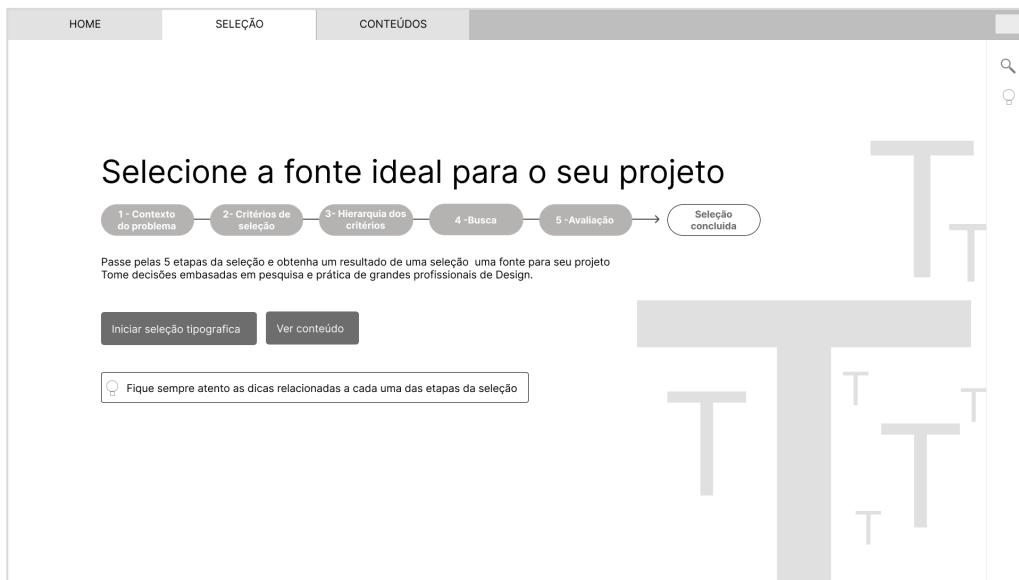 HOME
SELEÇÃO
CONTEÚDOS
Selecione a fonte ideal para o seu projeto
1 - Contexto
do problema
2- Critérios de
seleção
3- Hierarquia dos
critérios
4 -Busca
5 -Avaliação
Seleção
concluida
Passe pelas 5 etapas da seleção e obtenha um resultado de uma seleção  uma fonte para seu projeto
Tome decisões embasadas em pesquisa e prática de grandes profissionais de Design.
Iniciar seleção tipografica
Ver conteúdo
Fique sempre atento as dicas relacionadas a cada uma das etapas da seleção
T
T
T
T
T
T
T
T